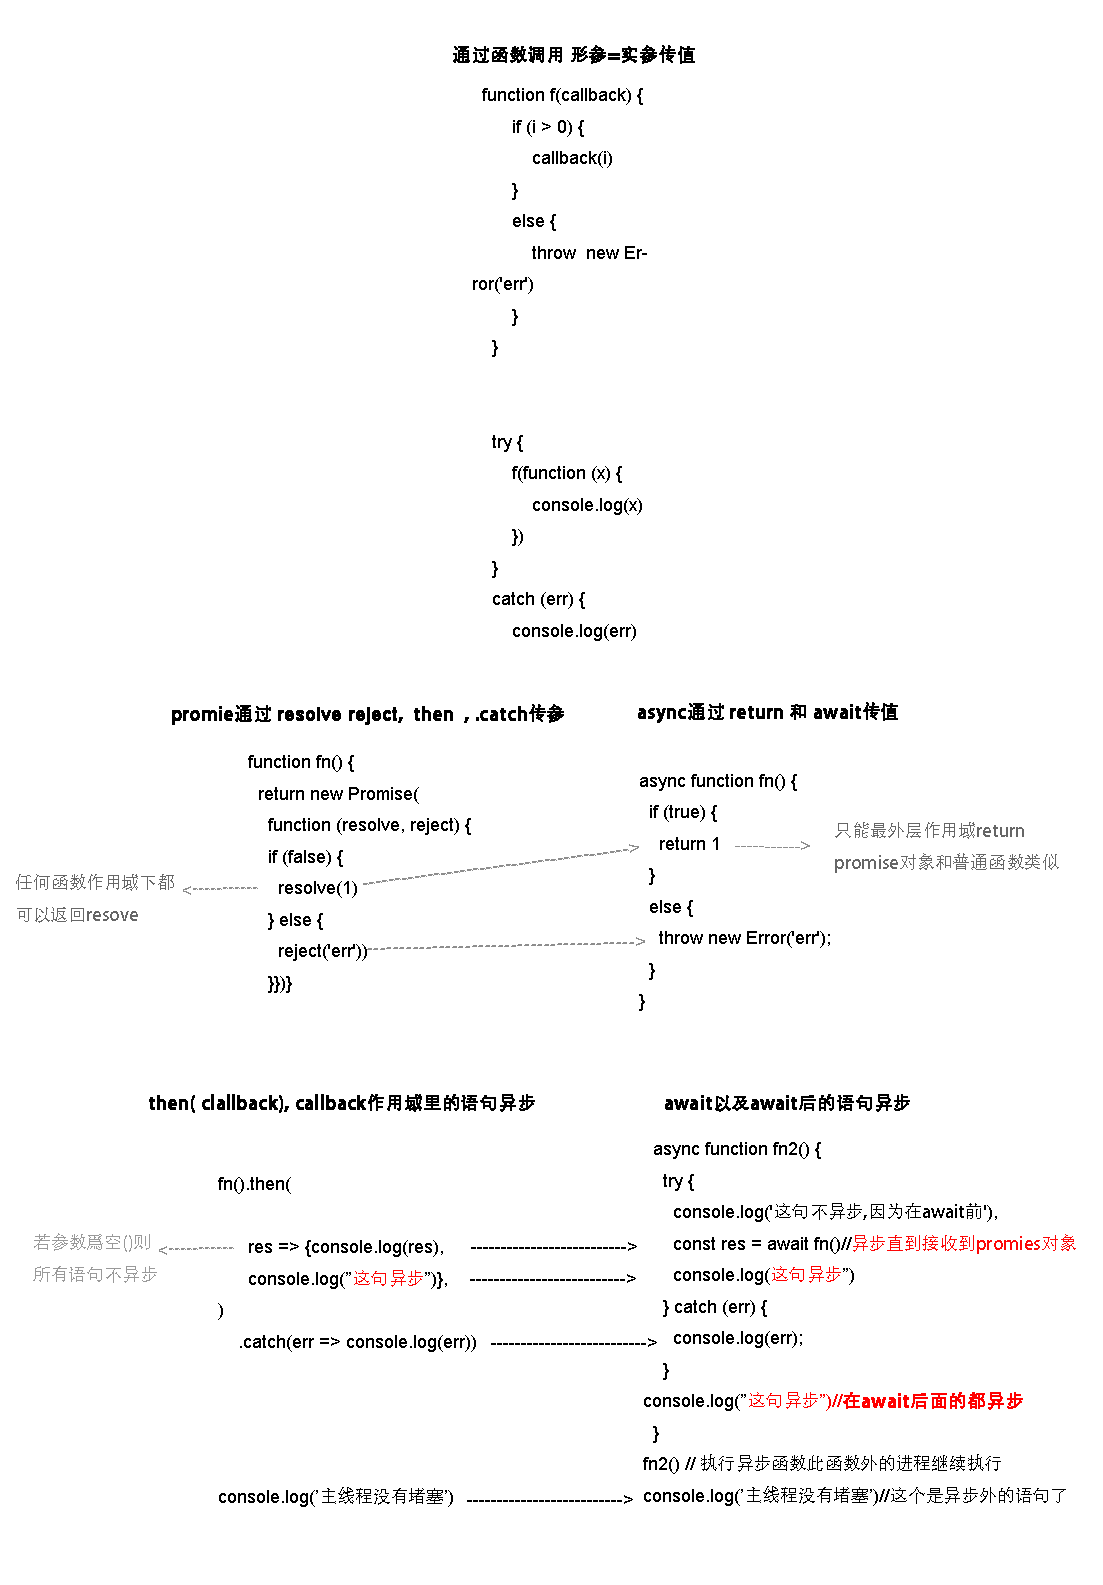 通过函数调用 形参=实参传值
function f(callback) {
if (i > 0) {
callback(i)
}
else {
throw  new Er-
ror('err')
}
}
try {
f(function (x) {
console.log(x)
})
}
catch (err) {
console.log(err)
promie通过 resolve reject,  then  , .catch传参
function fn() {
return new Promise(
function (resolve, reject) {
if (false) {
resolve(1)
} else {
reject('err'))
}})}
任何函数作用域下都
可以返回resove
async通过 return 和 await传值
async function fn() {
if (true) {
return 1
}
else {
throw new Error('err');
}
}
只能最外层作用域return
promise对象和普通函数类似
then( clallback), callback作用域里的语句异步
fn().then(
res => {console.log(res),
console.log("这句异步")},
)
.catch(err => console.log(err))
若参数爲空()则
所有语句不异步
console.log('主线程没有堵塞')
await以及await后的语句异步
async function fn2() {
try {
console.log('这句不异步,因为在await前'),
const res = await fn()//异步直到接收到promies对象
console.log(这句异步")
} catch (err) {
console.log(err);
}
console.log("这句异步")//在await后面的都异步
}
fn2() // 执行异步函数此函数外的进程继续执行
console.log('主线程没有堵塞')//这个是异步外的语句了